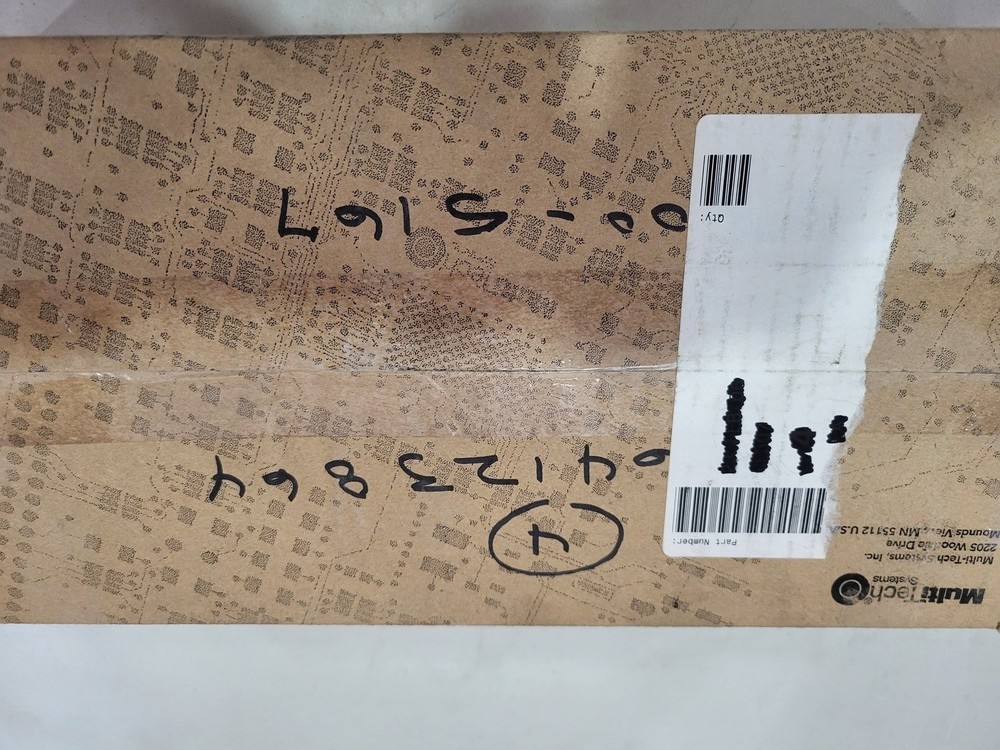 MultiTech®
Systems
Multi-Tech Systems, Inc.
2205 Woodale Drive
Mounds View, MN 55112 U.S.A.
Part Number:
4
4123864
Qty:
00-5167